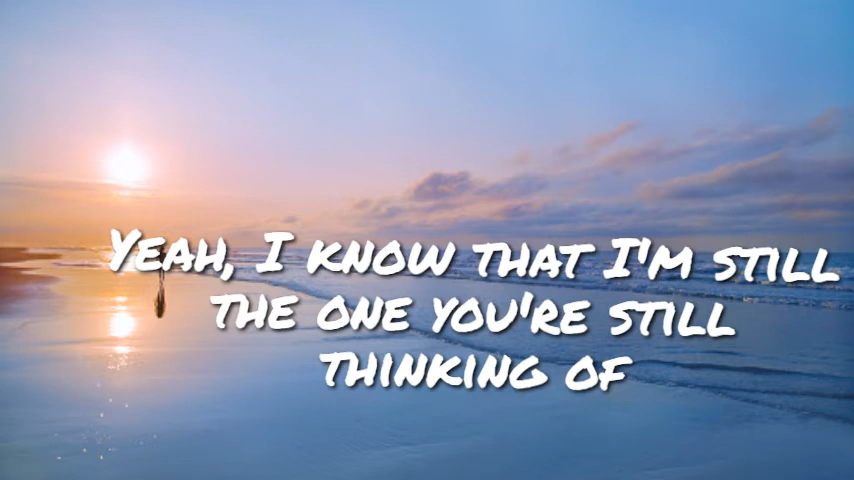 Yeah, I know that I'm still
the one you're still
thinking of